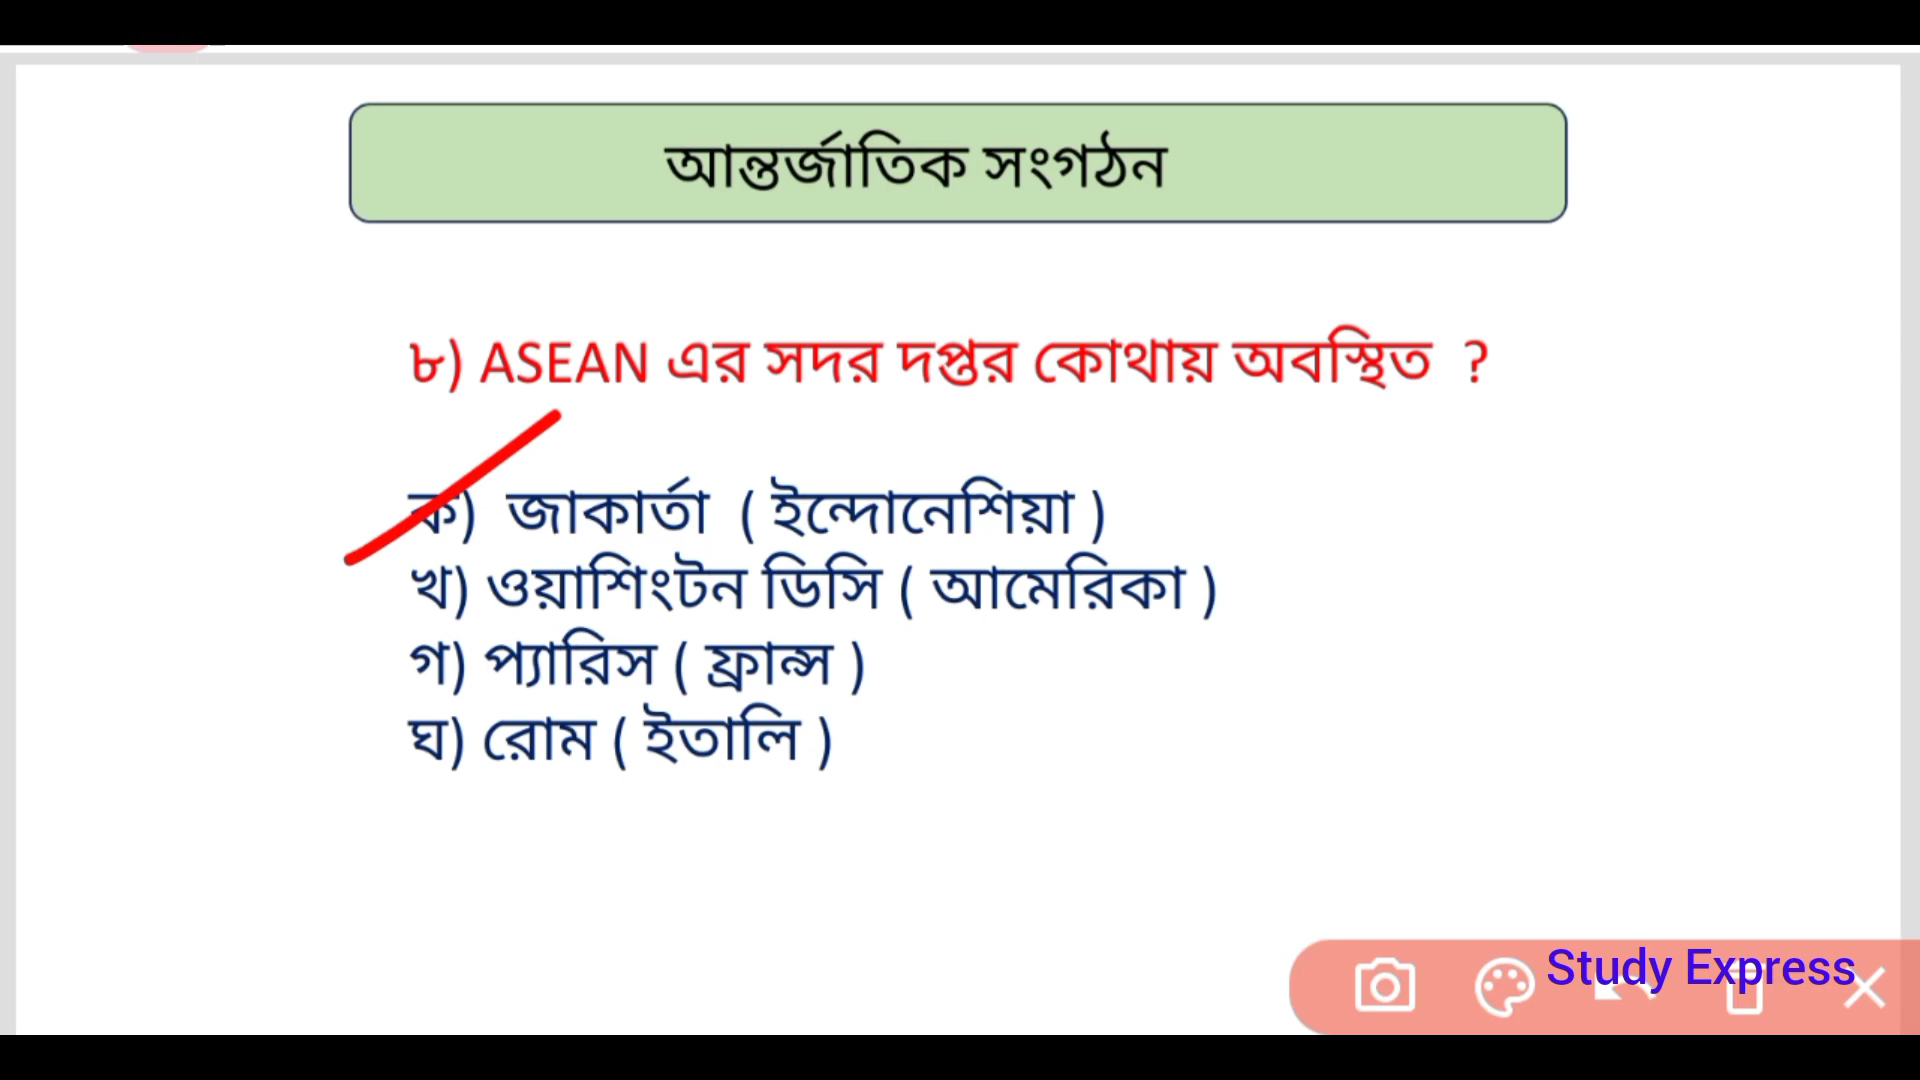 আন্তর্জাতিক সংগঠন
৮) ASEAN এর সদর দপ্তর কোথায় অবস্থিত ?
ক) জাকার্তা ( ইন্দোনেশিয়া )
খ) ওয়াশিংটন ডিসি ( আমেরিকা )
গ) প্যারিস ( ফ্রান্স )
ঘ) রোম ( ইতালি )
Study Express